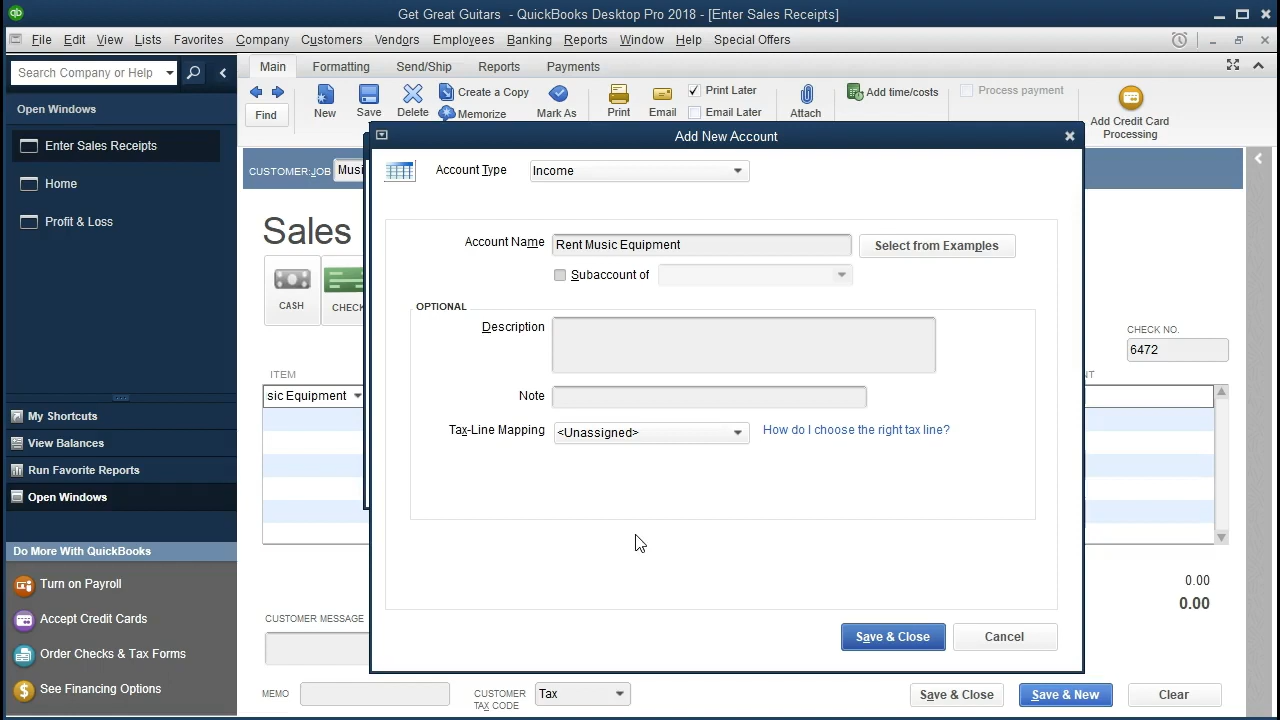 qb
Get Great Guitars - QuickBooks Desktop Pro 2018 - [Enter Sales Receipts]
File Edit View Lists Favorites Company Customers Vendors Employees Banking Reports Window Help Special Offers
Search Company or Help
Main Formatting Send/Ship Reports Payments
Find
New
Save
Delete
Create a Copy
Memorize
Mark As
Print
Email
Print Later
Email Later
Attach
Add time/costs
Process payment
Add Credit Card
Processing
Open Windows
Enter Sales Receipts
Home
Profit & Loss
My Shortcuts
View Balances
Run Favorite Reports
Open Windows
Do More With QuickBooks
Turn on Payroll
Accept Credit Cards
Order Checks & Tax Forms
See Financing Options
CUSTOMER:JOB
Sales
CASH
CHECK
CHECK NO.
6472
ITEM
sic Equipment
NT
0.00
0.00
CUSTOMER MESSAGE
MEMO
CUSTOMER
TAX CODE
Tax
Save & Close Save & New Clear
Add New Account
Account Type Income
Account Name Rent Music Equipment Select from Examples
Subaccount of
OPTIONAL
Description
Note
Tax-Line Mapping <Unassigned> How do I choose the right tax line?
Save & Close Cancel